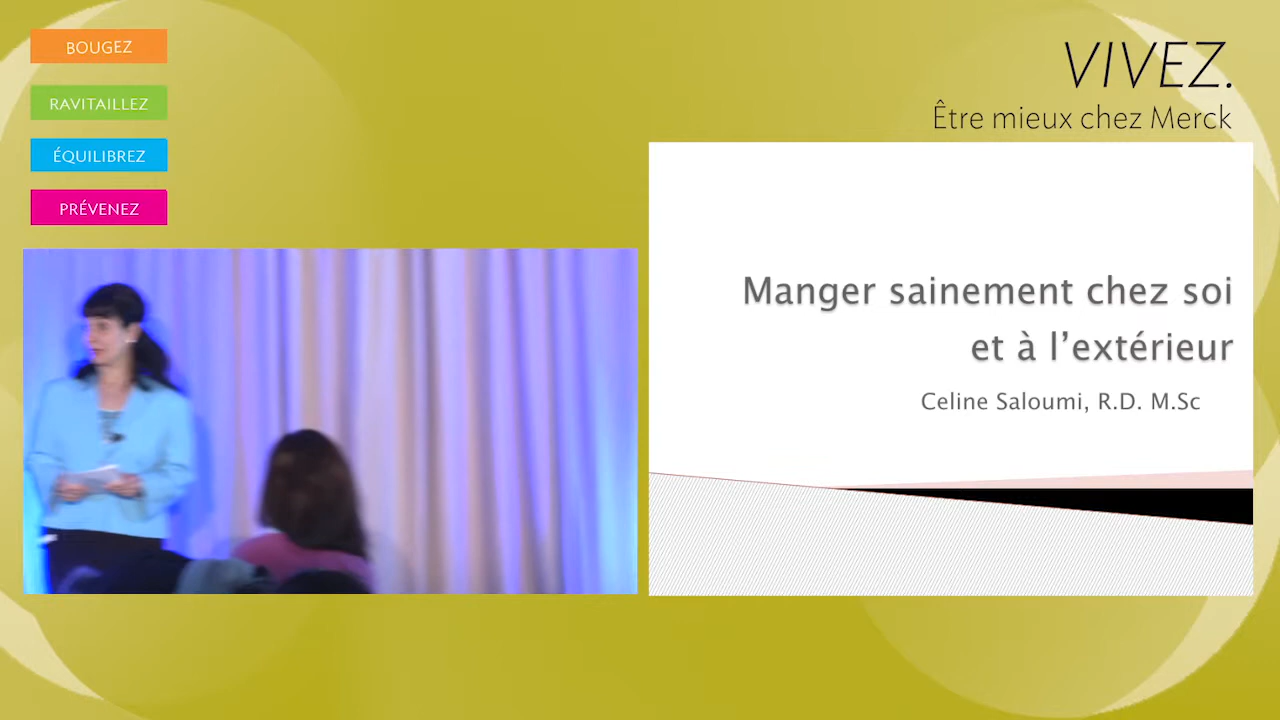 BOUGEZ
RAVITAILLEZ
ÉQUILIBREZ
PRÉVENEZ
VIVEZ.
Être mieux chez Merck
Manger sainement chez soi
et à l’extérieur
Celine Saloumi, R.D. M.Sc